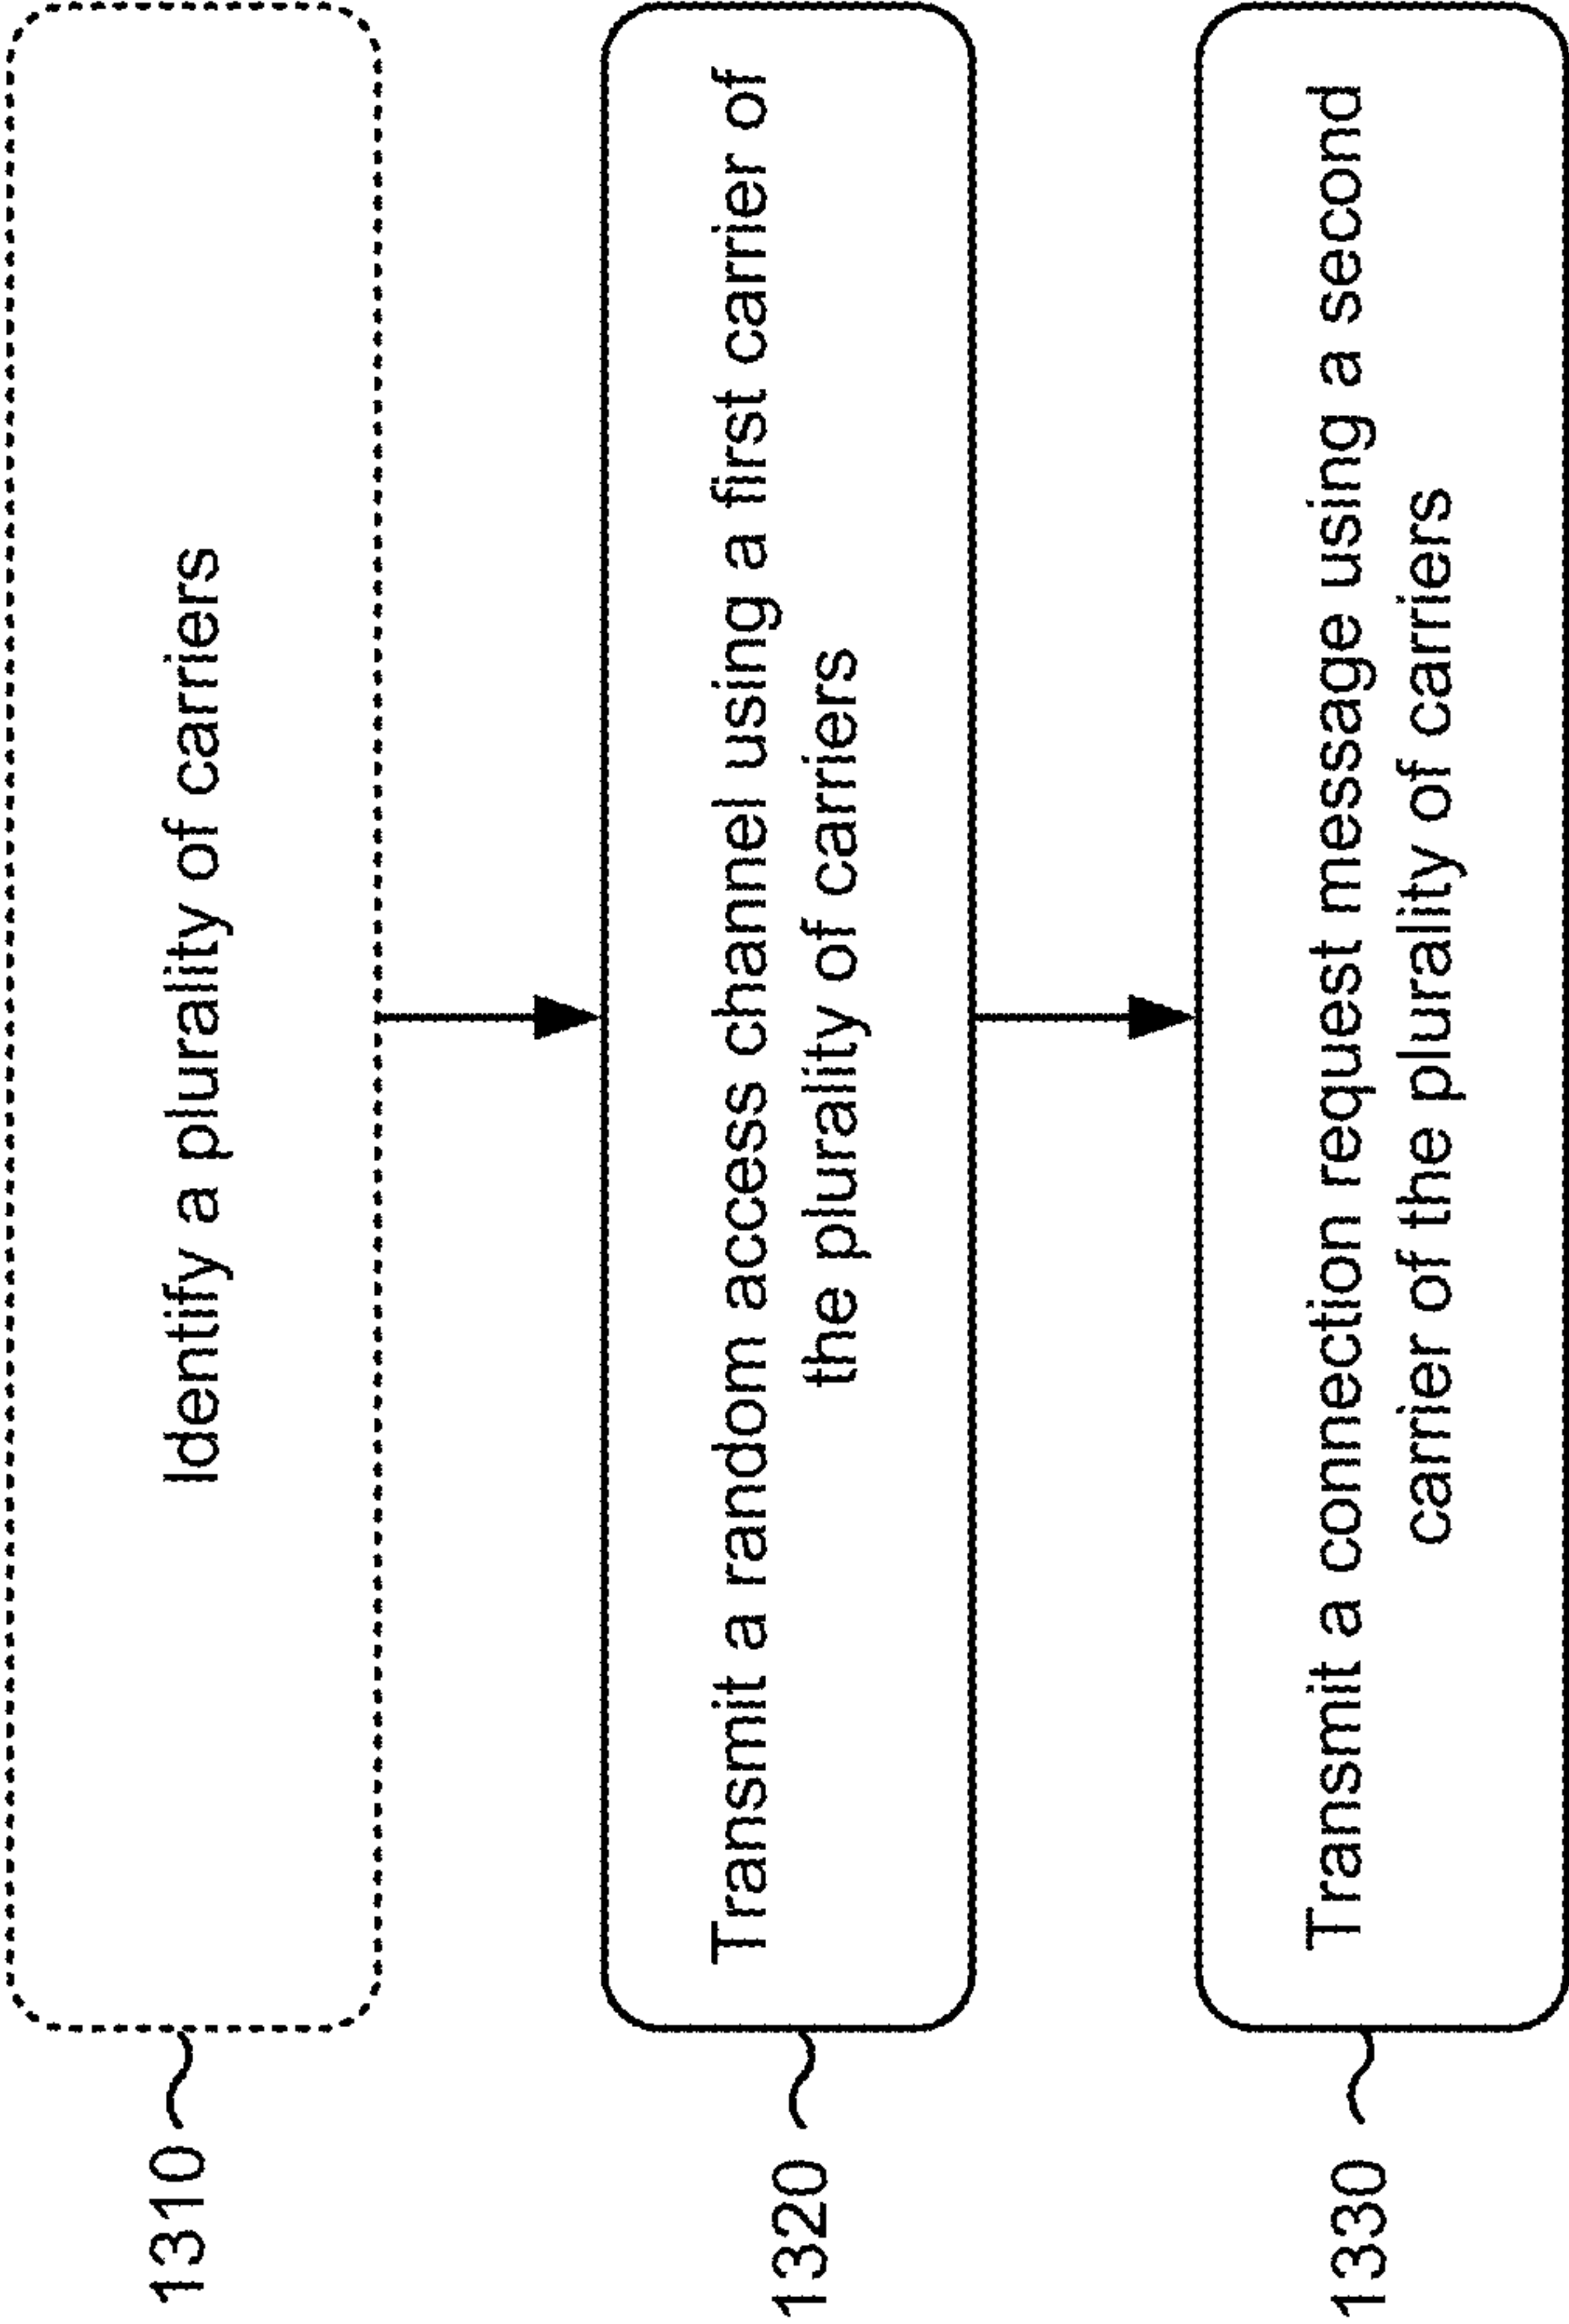 1310
Identify a plurality of carriers
1320
Transmit a random access channel using a first carrier of
the plurality of carriers
1330
Transmit a connection request message using a second
carrier of the plurality of carriers